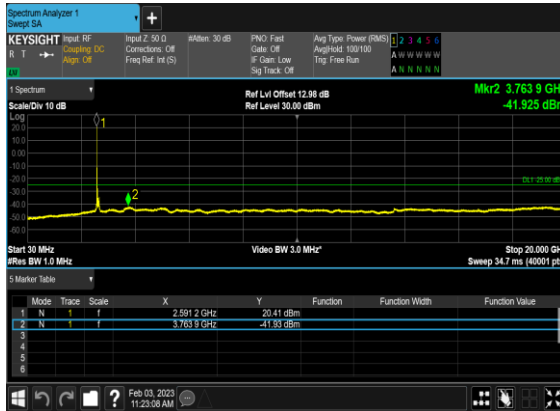 Spectrum Analyzer 1
Swept SA
KEYSIGHT
R T
Input: RF
Coupling: DC
Align: Off
Input Z: 50 Ω
Corrections: Off
Freq Ref: Int (S)
#Atten: 30 dB
PNO: Fast
Gate: Off
IF Gain: Low
Sig Track: Off
Avg Type: Power (RMS)
Avg|Hold: 100/100
Trig: Free Run
1 2 3 4 5 6
A W W W W W
A N N N N N
1 Spectrum
Scale/Div 10 dB
Ref Lvl Offset 12.98 dB
Ref Level 30.00 dBm
Mkr2 3.763 9 GH
-41.925 dBm
Log
20.0
10.0
0.00
-10.0
-20.0
-30.0
-40.0
-50.0
-60.0
1
2
DL1 -25.00 dB
Start 30 MHz
#Res BW 1.0 MHz
Video BW 3.0 MHz*
Stop 20.000 GH
Sweep 34.7 ms (40001 pt
5 Marker Table
Mode Trace Scale X Y Function Function Width Function Value
1 N 1 f 2.591 2 GHz 20.41 dBm
2 N 1 f 3.763 9 GHz -41.93 dBm
3
4
5
6
?
Feb 03, 2023
11:23:08 AM